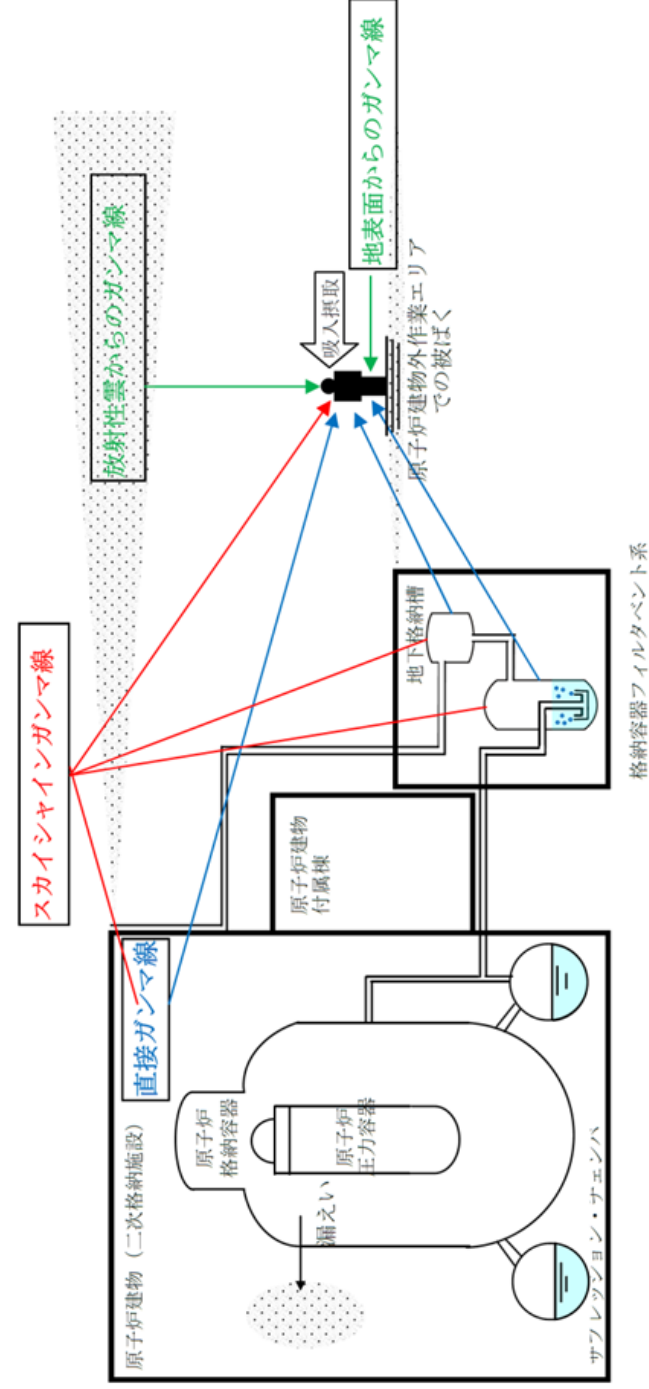 スカイシャインガンマ線
放射性雲からのガンマ線
地表面からのガンマ線
直接ガンマ線
吸入摂取
原子炉建物外作業エリア
での被ばく
原子炉建物（二次格納施設）
原子炉
格納容器
原子炉
圧力容器
漏えい
サプレッション・チェンバ
原子炉建物
付属棟
地下格納槽
格納容器フィルタベント系